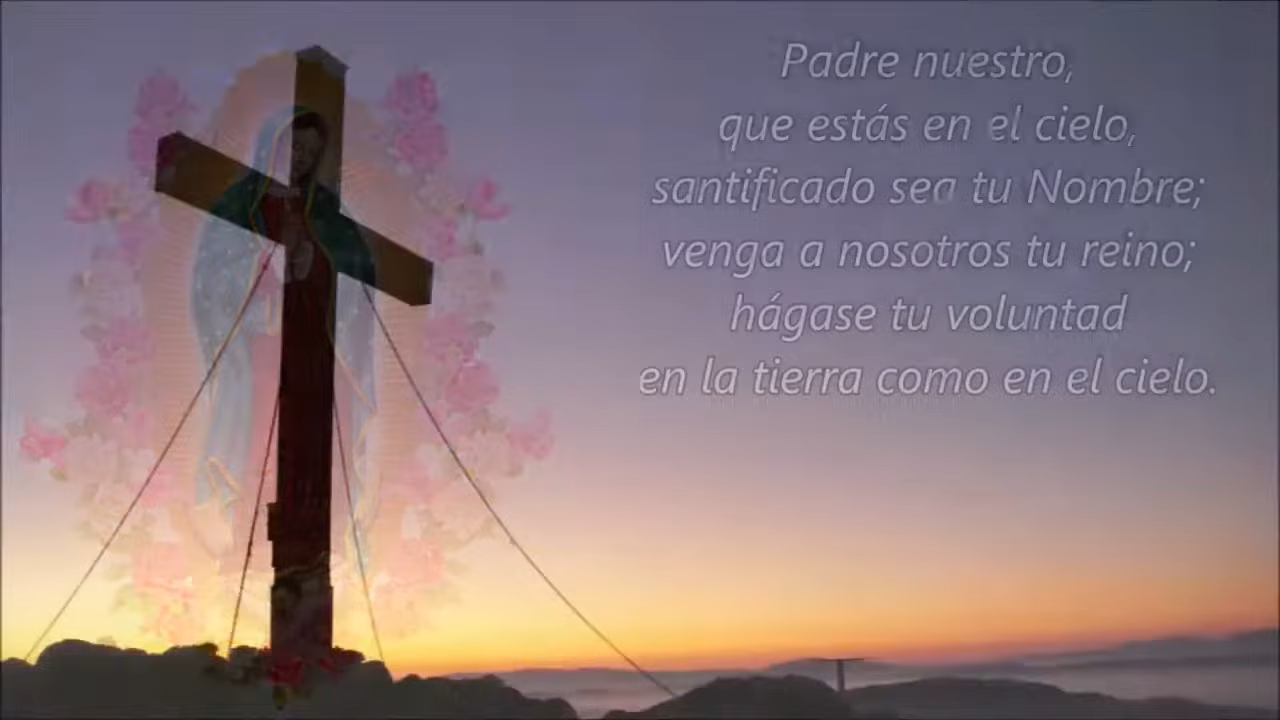 Padre nuestro,
que estás en el cielo,
santificado sea tu Nombre;
venga a nosotros tu reino;
hágase tu voluntad
en la tierra como en el cielo.